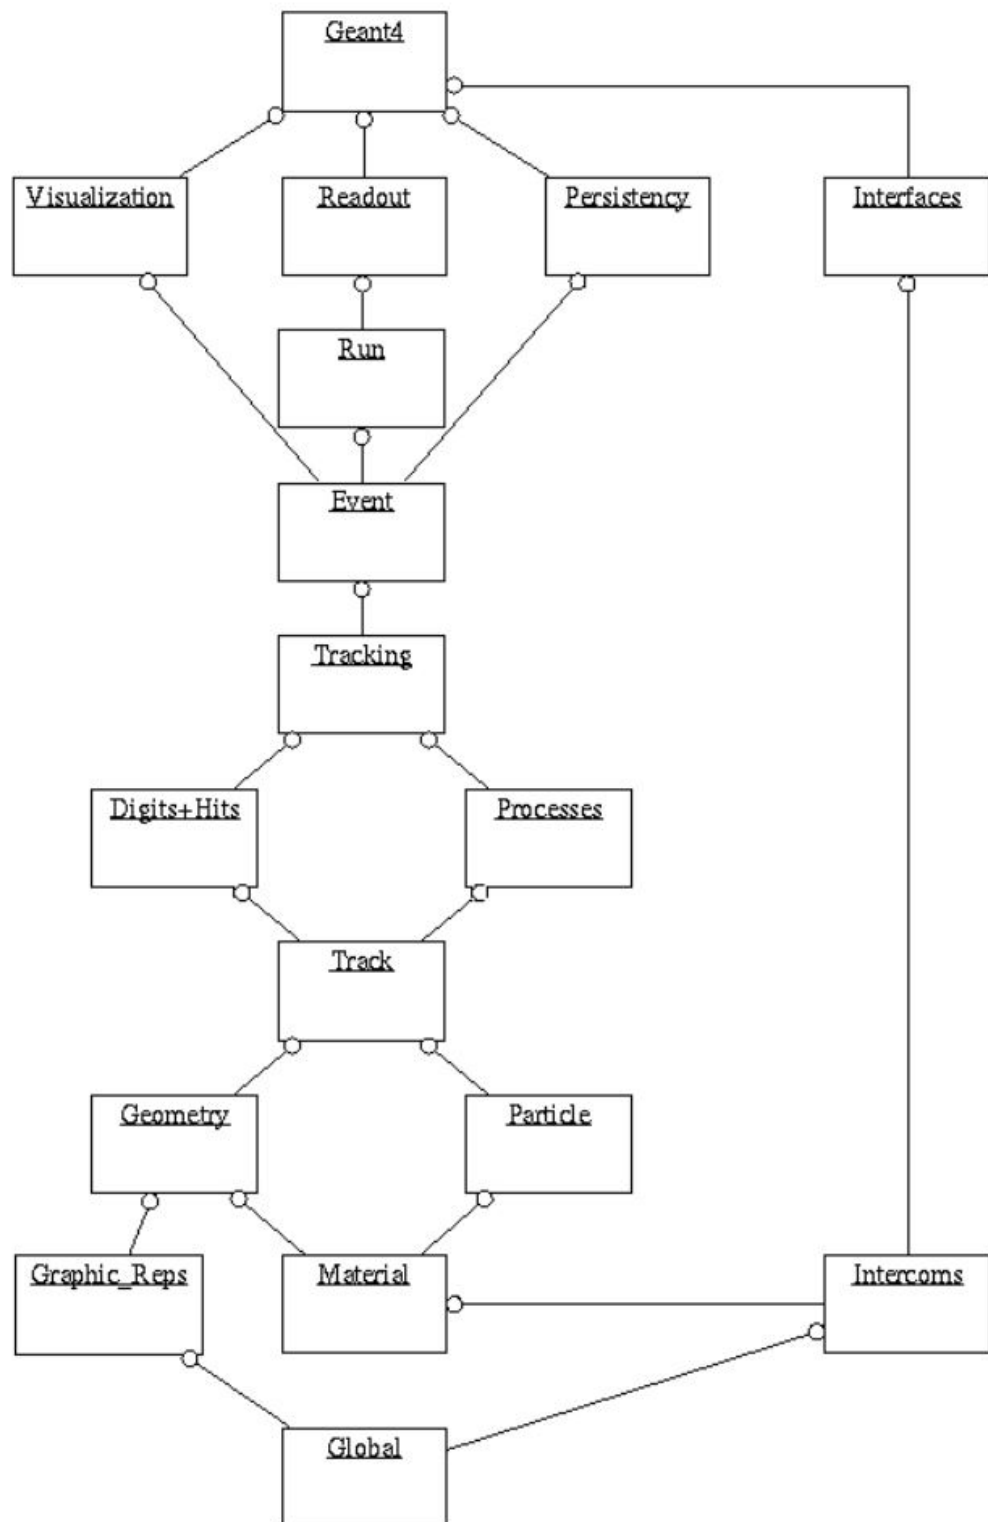 Geant4
Visualization
Readout
Persistency
Interfaces
Run
Event
Tracking
Digits+Hits
Processes
Track
Geometry
Particle
Graphic_Reps
Material
Intercoms
Global